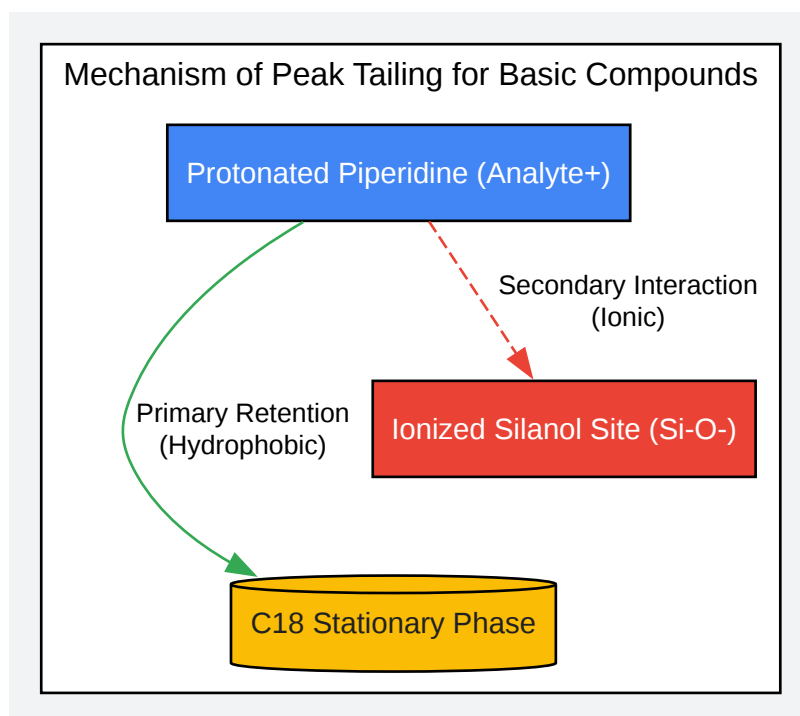 Mechanism of Peak Tailing for Basic Compounds
Protonated Piperidine (Analyte+)
Secondary Interaction
(Ionic)
Primary Retention
(Hydrophobic)
Ionized Silanol Site (Si-O-)
C18 Stationary Phase